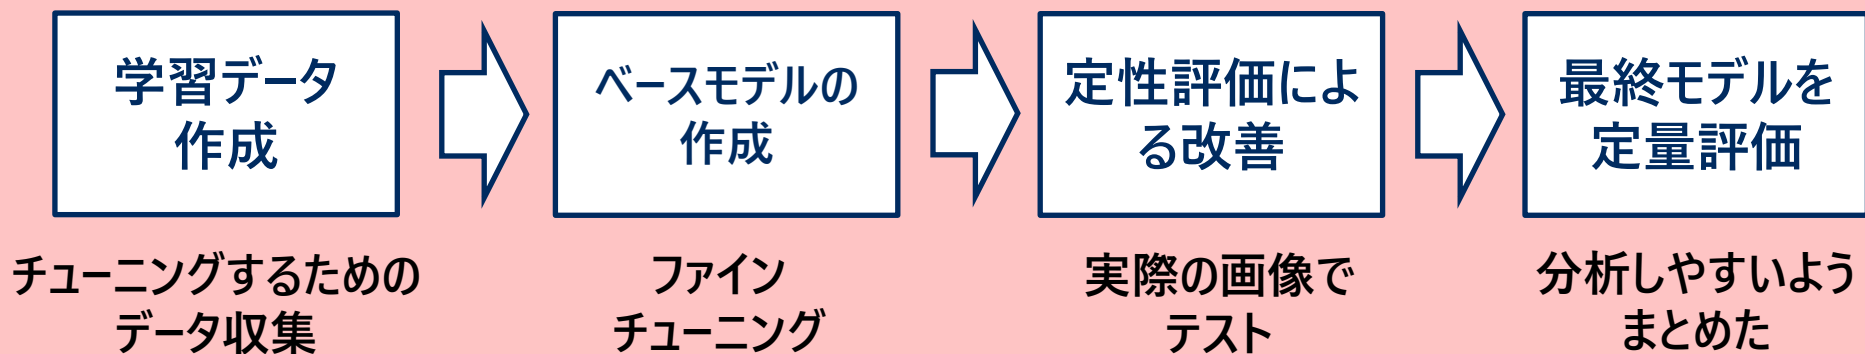 学習データ
作成
チューニングするための
データ収集
ベースモデルの
作成
ファイン
チューニング
定性評価によ
る改善
実際の画像で
テスト
最終モデルを
定量評価
分析しやすいよう
まとめた